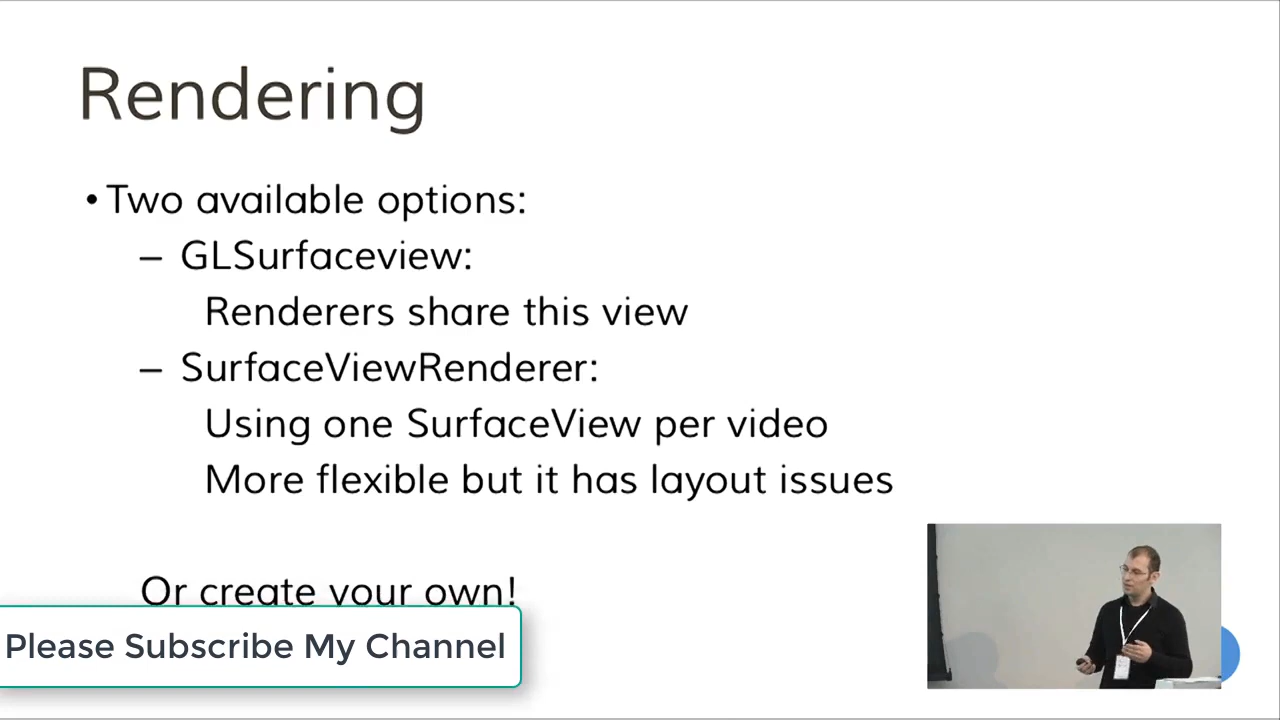 Rendering
• Two available options:
– GLSurfaceview:
Renderers share this view
– SurfaceViewRenderer:
Using one SurfaceView per video
More flexible but it has layout issues
Or create your own!
Please Subscribe My Channel